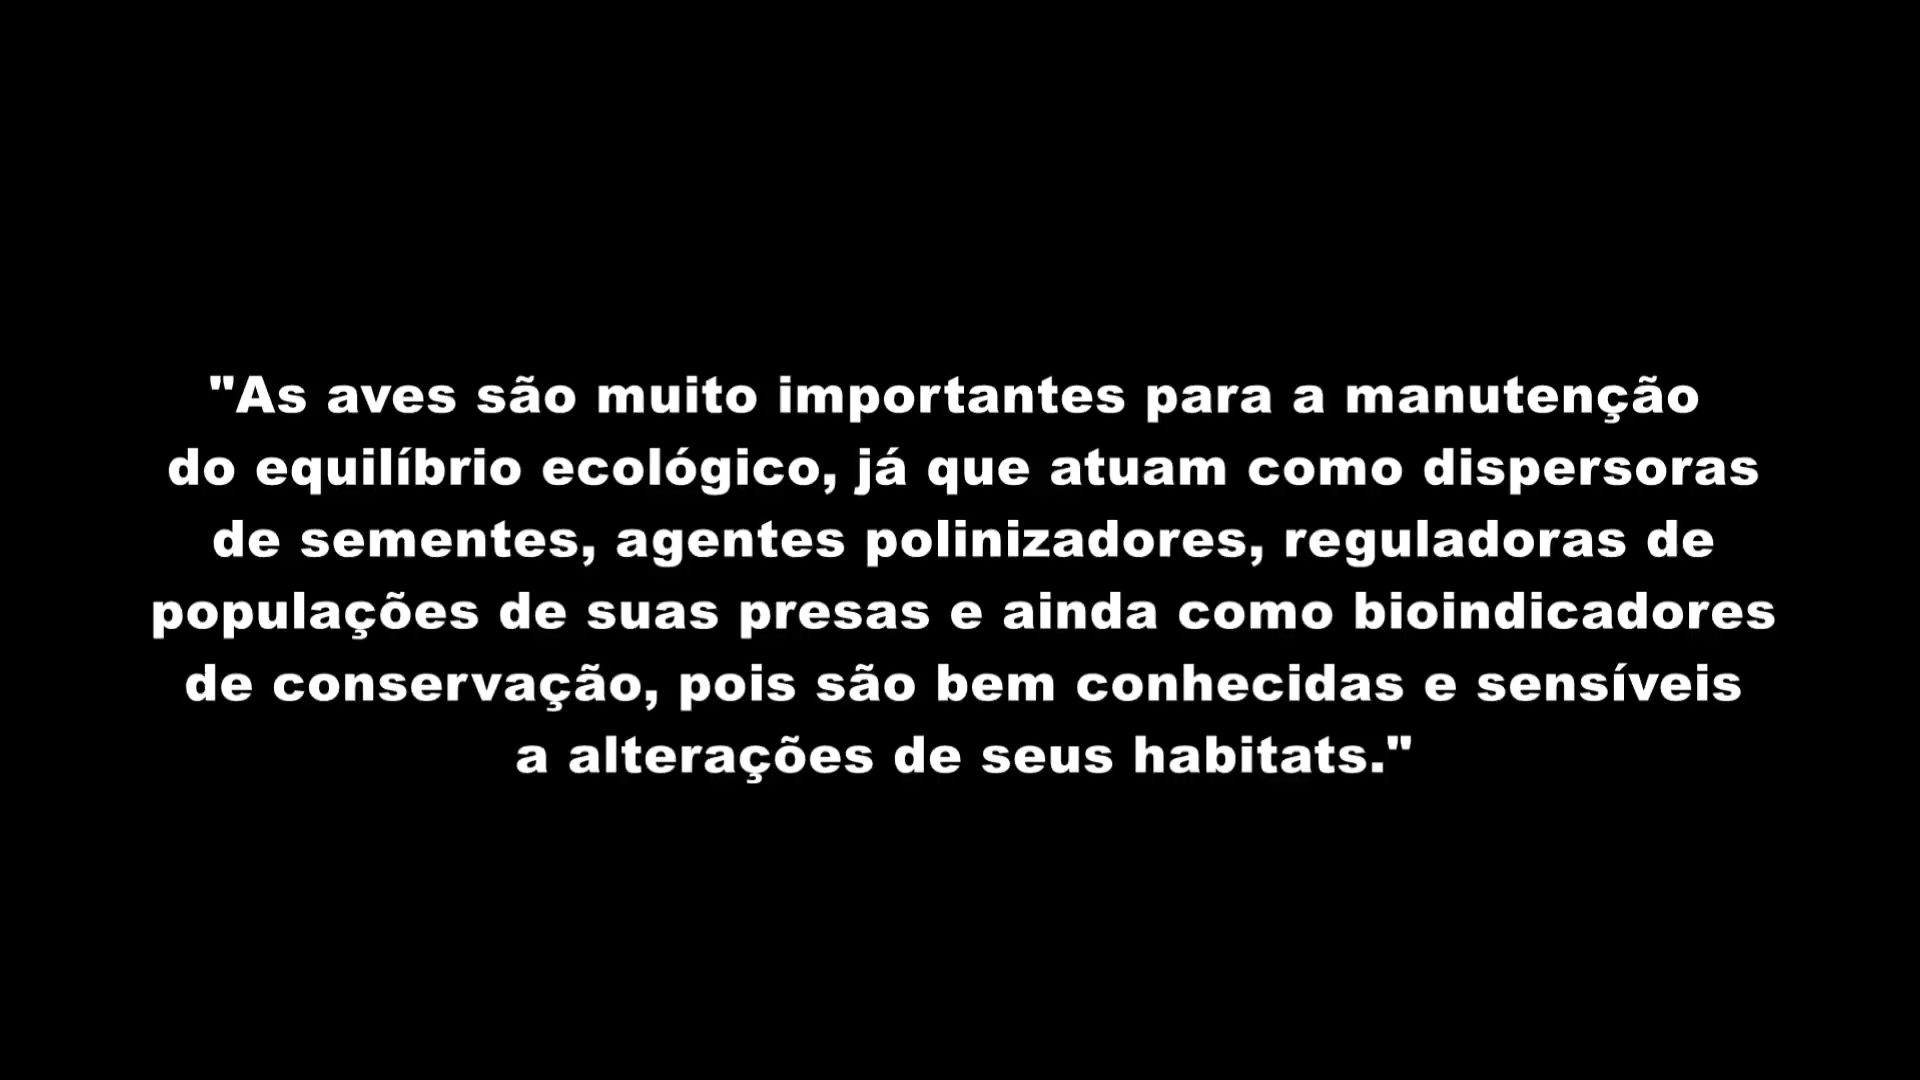 "As aves são muito importantes para a manutenção
do equilíbrio ecológico, já que atuam como dispersoras
de sementes, agentes polinizadores, reguladoras de
populações de suas presas e ainda como bioindicadores
de conservação, pois são bem conhecidas e sensíveis
a alterações de seus habitats."